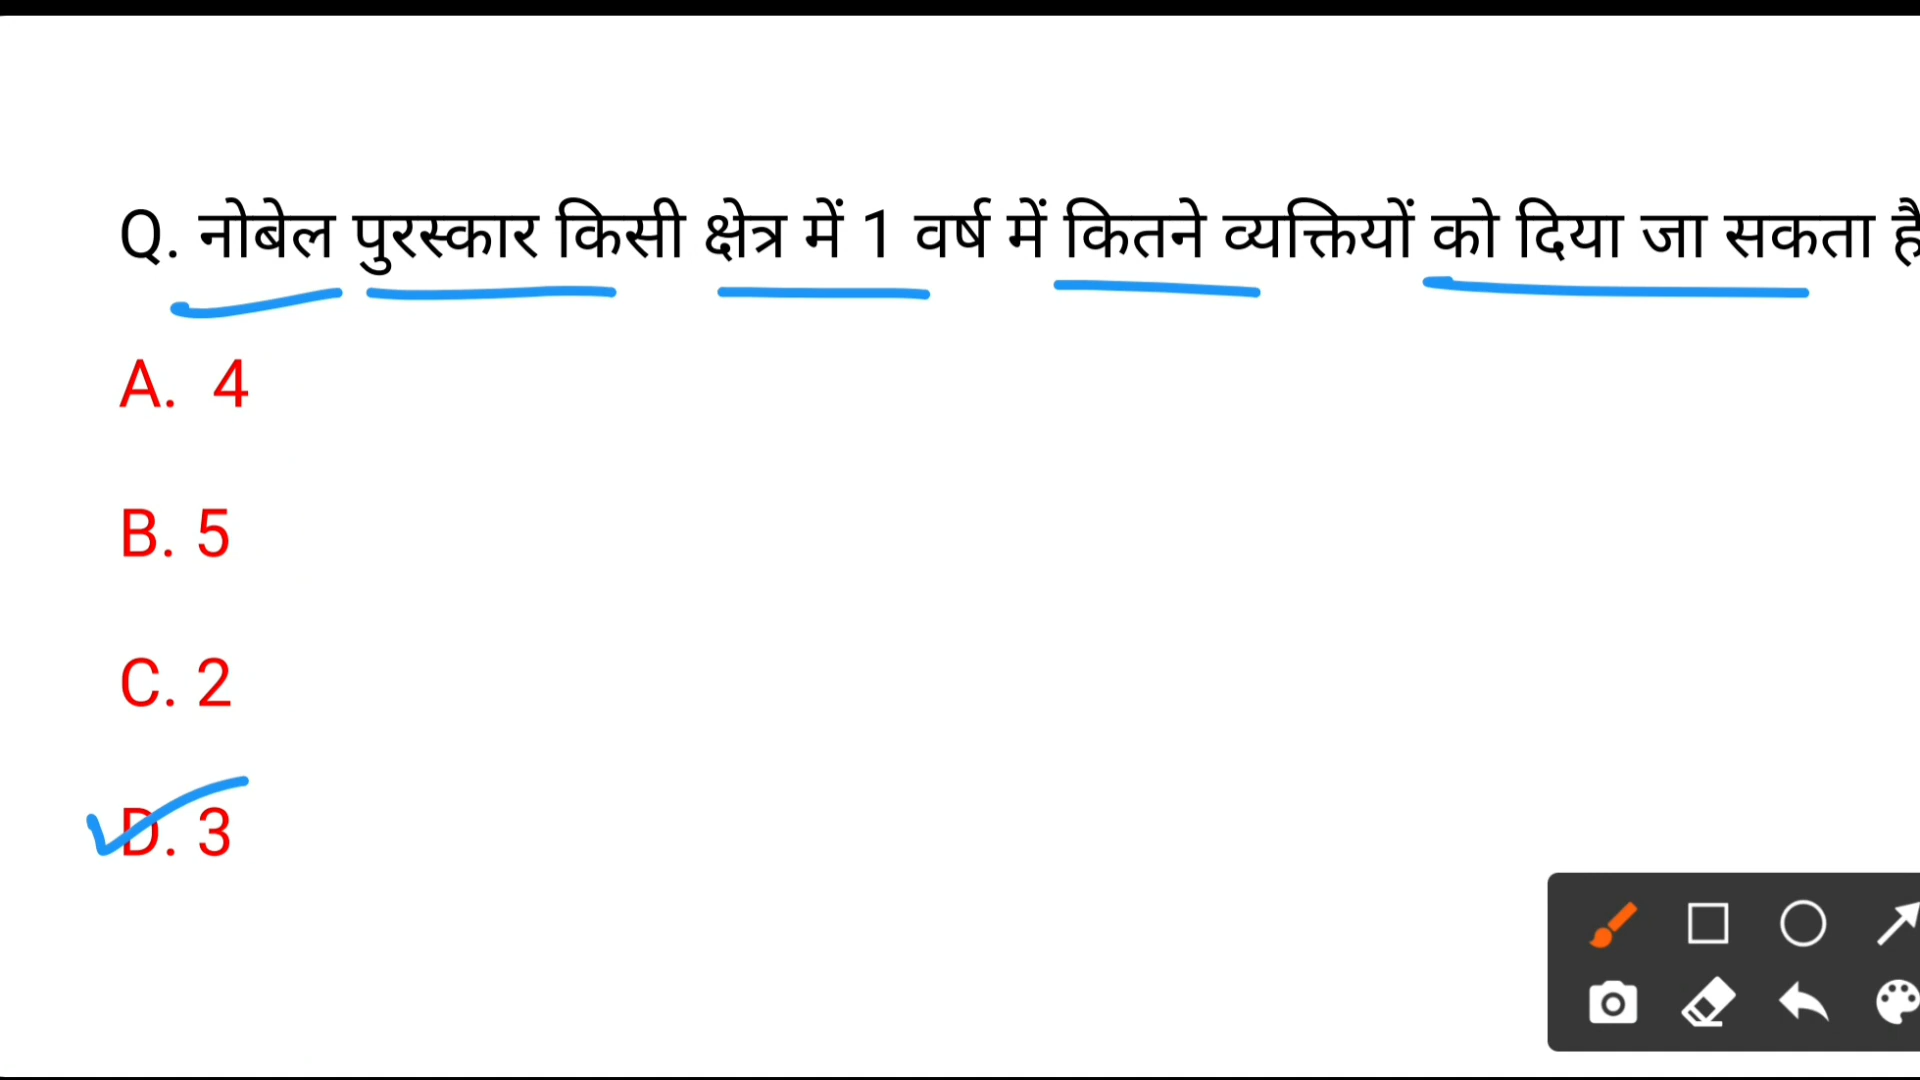 Q. नोबेल पुरस्कार किसी क्षेत्र में 1 वर्ष में कितने व्यक्तियों को दिया जा सकता है
A. 4
B. 5
C. 2
D. 3